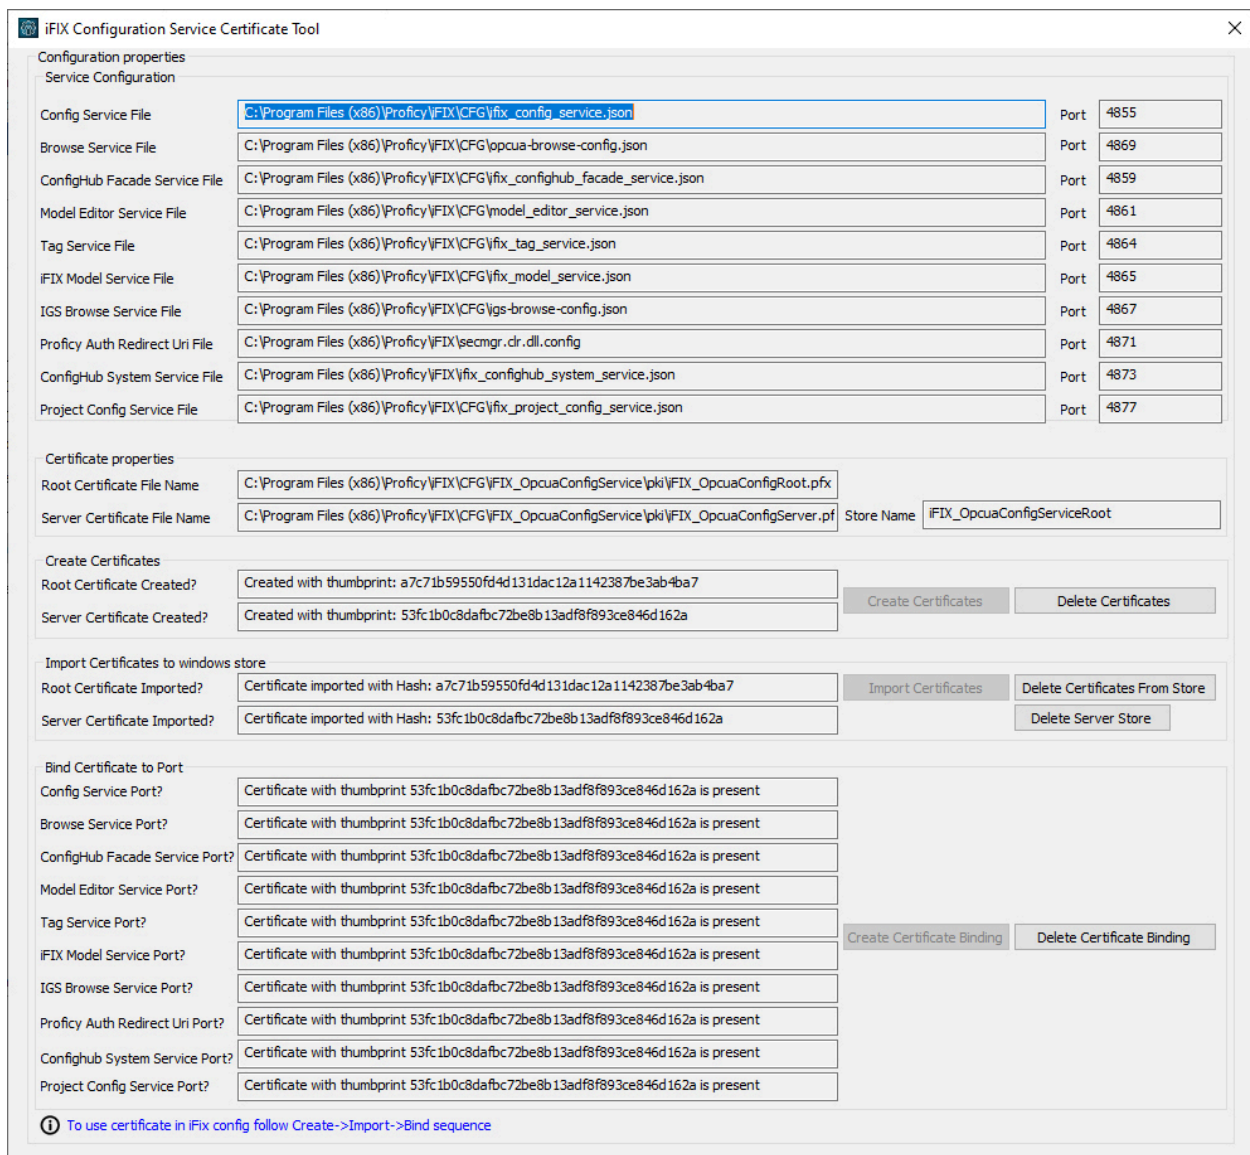 iFIX Configuration Service Certificate Tool
Configuration properties
Service Configuration
Config Service File C:\Program Files (x86)\Proficy\iFIX\CFG\ifix_config_service.json Port 4855
Browse Service File C:\Program Files (x86)\Proficy\iFIX\CFG\opcua-browse-config.json Port 4869
ConfigHub Facade Service File C:\Program Files (x86)\Proficy\iFIX\CFG\ifix_confighub_facade_service.json Port 4859
Model Editor Service File C:\Program Files (x86)\Proficy\iFIX\CFG\model_editor_service.json Port 4861
Tag Service File C:\Program Files (x86)\Proficy\iFIX\CFG\ifix_tag_service.json Port 4864
iFIX Model Service File C:\Program Files (x86)\Proficy\iFIX\CFG\ifix_model_service.json Port 4865
IGS Browse Service File C:\Program Files (x86)\Proficy\iFIX\CFG\igs-browse-config.json Port 4867
Proficy Auth Redirect Uri File C:\Program Files (x86)\Proficy\iFIX\secmgr.clr.dll.config Port 4871
ConfigHub System Service File C:\Program Files (x86)\Proficy\iFIX\ifix_confighub_system_service.json Port 4873
Project Config Service File C:\Program Files (x86)\Proficy\iFIX\CFG\ifix_project_config_service.json Port 4877
Certificate properties
Root Certificate File Name C:\Program Files (x86)\Proficy\iFIX\CFG\iFIX_OpcuaConfigService\pki\iFIX_OpcuaConfigRoot.pfx
Server Certificate File Name C:\Program Files (x86)\Proficy\iFIX\CFG\iFIX_OpcuaConfigService\pki\iFIX_OpcuaConfigServer.pf Store Name iFIX_OpcuaConfigServiceRoot
Create Certificates
Root Certificate Created? Created with thumbprint: a7c71b59550fd4d131dac12a1142387be3ab4ba7
Create Certificates Delete Certificates
Server Certificate Created? Created with thumbprint: 53fc1b0c8dafbc72be8b13adf8f893ce846d162a
Import Certificates to windows store
Root Certificate Imported? Certificate imported with Hash: a7c71b59550fd4d131dac12a1142387be3ab4ba7 Import Certificates Delete Certificates From Store
Server Certificate Imported? Certificate imported with Hash: 53fc1b0c8dafbc72be8b13adf8f893ce846d162a Delete Server Store
Bind Certificate to Port
Config Service Port? Certificate with thumbprint 53fc1b0c8dafbc72be8b13adf8f893ce846d162a is present
Browse Service Port? Certificate with thumbprint 53fc1b0c8dafbc72be8b13adf8f893ce846d162a is present
ConfigHub Facade Service Port? Certificate with thumbprint 53fc1b0c8dafbc72be8b13adf8f893ce846d162a is present
Model Editor Service Port? Certificate with thumbprint 53fc1b0c8dafbc72be8b13adf8f893ce846d162a is present
Tag Service Port? Certificate with thumbprint 53fc1b0c8dafbc72be8b13adf8f893ce846d162a is present
Create Certificate Binding Delete Certificate Binding
iFIX Model Service Port? Certificate with thumbprint 53fc1b0c8dafbc72be8b13adf8f893ce846d162a is present
IGS Browse Service Port? Certificate with thumbprint 53fc1b0c8dafbc72be8b13adf8f893ce846d162a is present
Proficy Auth Redirect Uri Port? Certificate with thumbprint 53fc1b0c8dafbc72be8b13adf8f893ce846d162a is present
Confighub System Service Port? Certificate with thumbprint 53fc1b0c8dafbc72be8b13adf8f893ce846d162a is present
Project Config Service Port? Certificate with thumbprint 53fc1b0c8dafbc72be8b13adf8f893ce846d162a is present
To use certificate in iFix config follow Create->Import->Bind sequence